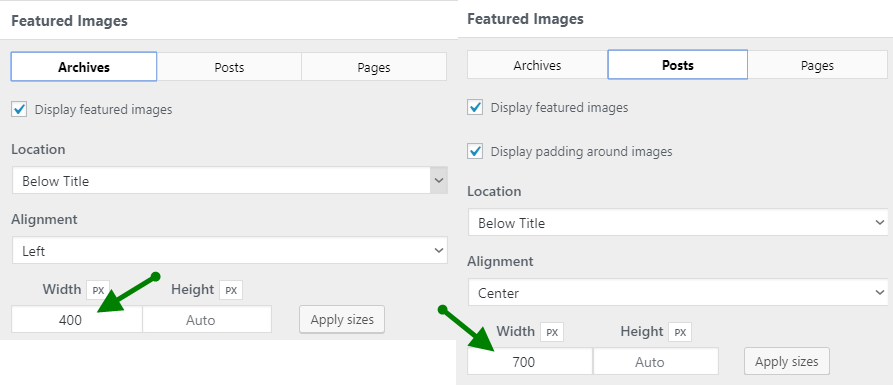 Featured Images
Archives Posts Pages
Display featured images
Location
Below Title
Alignment
Left
Width PX Height PX
400 Auto Apply sizes
Featured Images
Archives Posts Pages
Display featured images
Display padding around images
Location
Below Title
Alignment
Center
Width PX Height PX
700 Auto Apply sizes